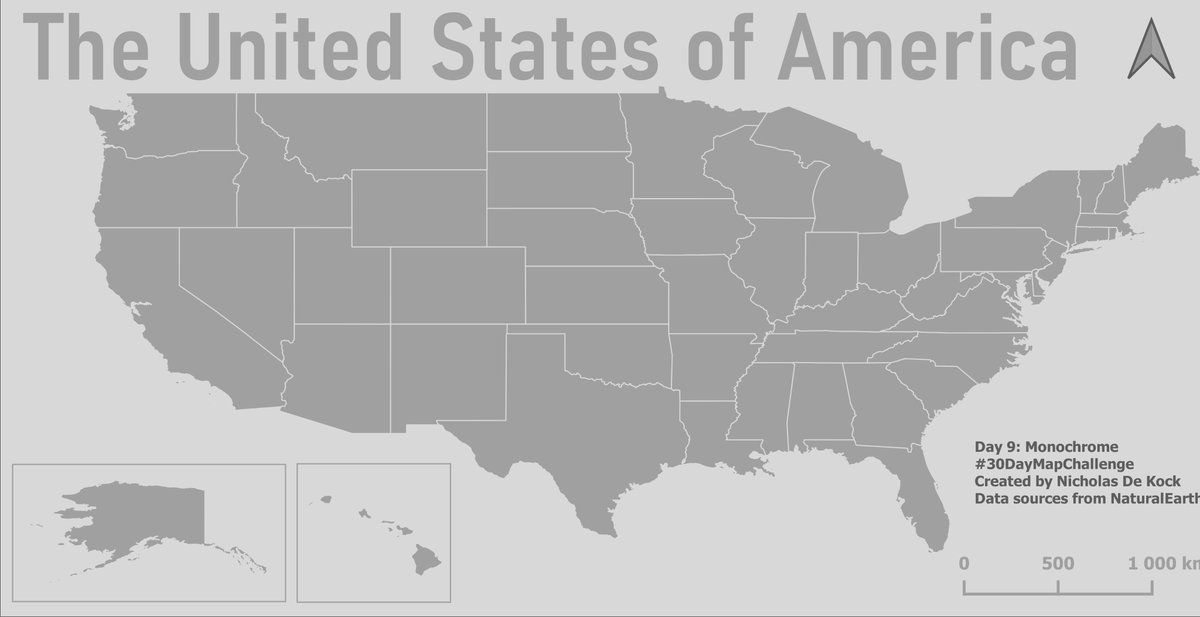 The United States of America
Day 9: Monochrome
#30DayMapChallenge
Created by Nicholas De Kock
Data sources from NaturalEarth
0 500 1 000 km